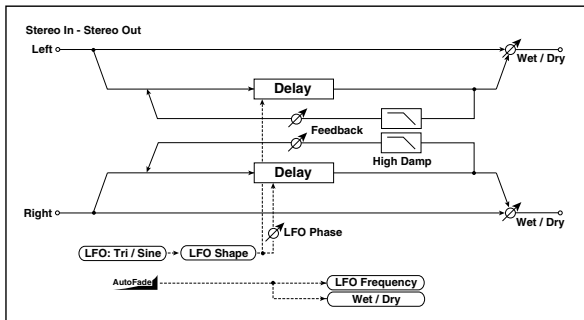 Stereo In - Stereo Out
Left
Wet / Dry
Delay
Feedback
High Damp
Delay
Right
LFO Phase
Wet / Dry
LFO: Tri / Sine
LFO Shape
AutoFade
LFO Frequency
Wet / Dry